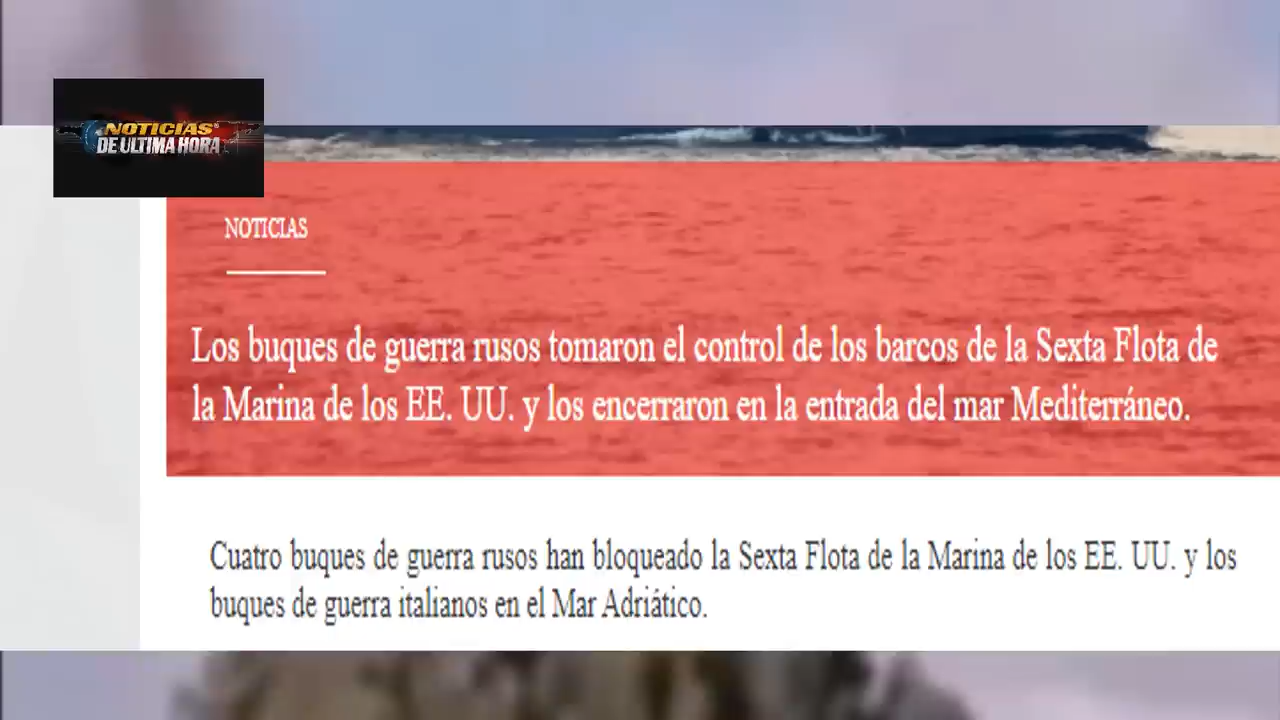 NOTICIAS
DE ULTIMA HORA
NOTICIAS
Los buques de guerra rusos tomaron el control de los barcos de la Sexta Flota de
la Marina de los EE. UU. y los encerraron en la entrada del mar Mediterráneo.
Cuatro buques de guerra rusos han bloqueado la Sexta Flota de la Marina de los EE. UU. y los
buques de guerra italianos en el Mar Adriático.